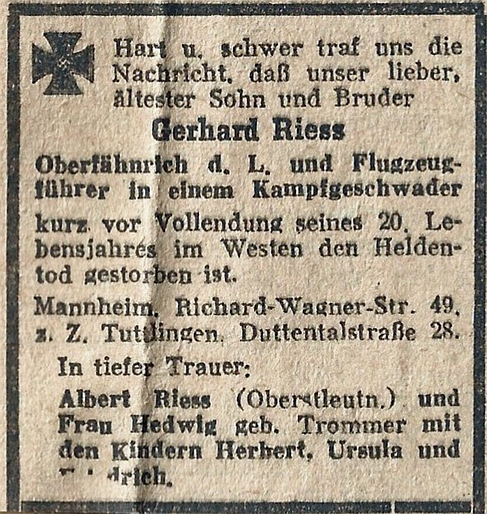 Hart u. schwer traf uns die
Nachricht, daß unser lieber,
ältester Sohn und Bruder
Gerhard Riess
Oberfähnrich d. L. und Flugzeug-
führer in einem Kampfgeschwader
kurz vor Vollendung seines 20. Le-
bensjahres im Westen den Helden-
tod gestorben ist.
Mannheim, Richard-Wagner-Str. 49,
z. Z. Tuttlingen, Duttentalstraße 28.
In tiefer Trauer:
Albert Riess (Oberstleutn.) und
Frau Hedwig geb. Trommer mit
den Kindern Herbert, Ursula und